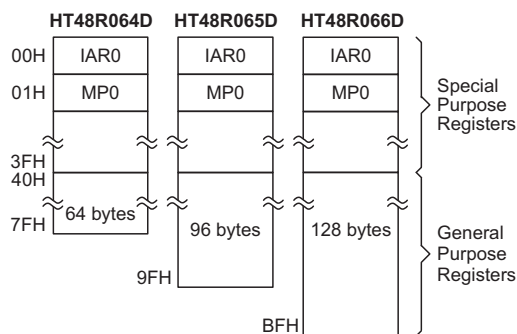 HT48R064D HT48R065D HT48R066D
00H IAR0 IAR0 IAR0
01H MP0 MP0 MP0
Special
Purpose
Registers
3FH
40H
64 bytes 96 bytes 128 bytes
7FH
General
Purpose
Registers
9FH
BFH